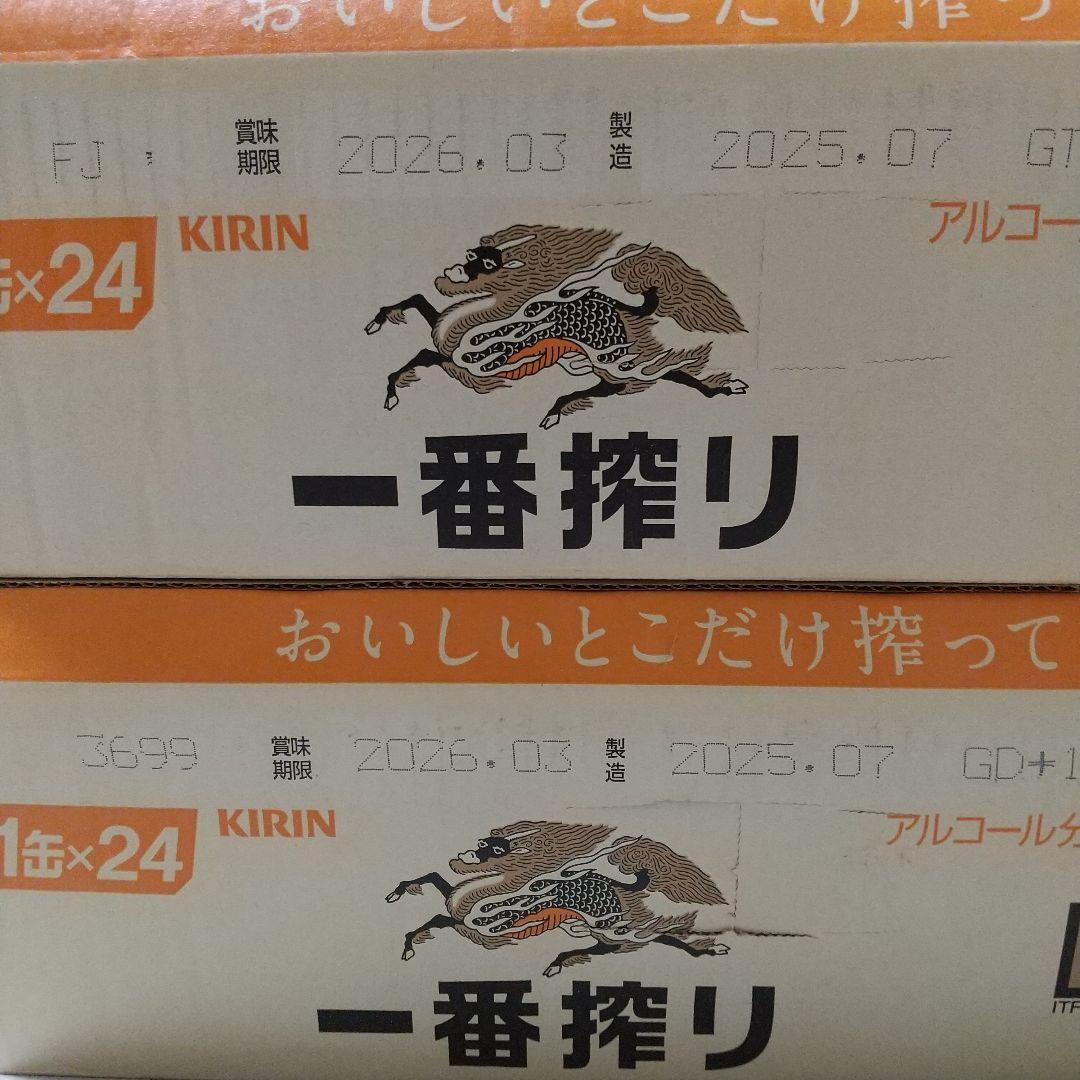 おいしいとこだけ搾っ
FJ 賞味期限 2026.03 製造 2025.07 GT
缶×24 KIRIN アルコー
一番搾り
おいしいとこだけ搾って
3699 賞味期限 2026.03 製造 2025.07 GD+1
1缶×24 KIRIN アルコール分
一番搾り
ITF